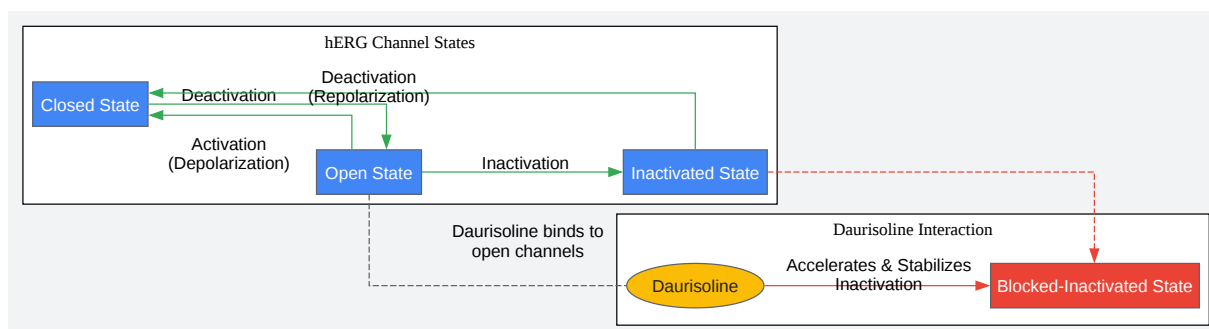 hERG Channel States
Deactivation
(Repolarization)
Closed State
Deactivation
Activation
(Depolarization)
Open State
Inactivation
Inactivated State
Daurisoline binds to
open channels
Daurisoline Interaction
Daurisoline
Accelerates & Stabilizes
Inactivation
Blocked-Inactivated State